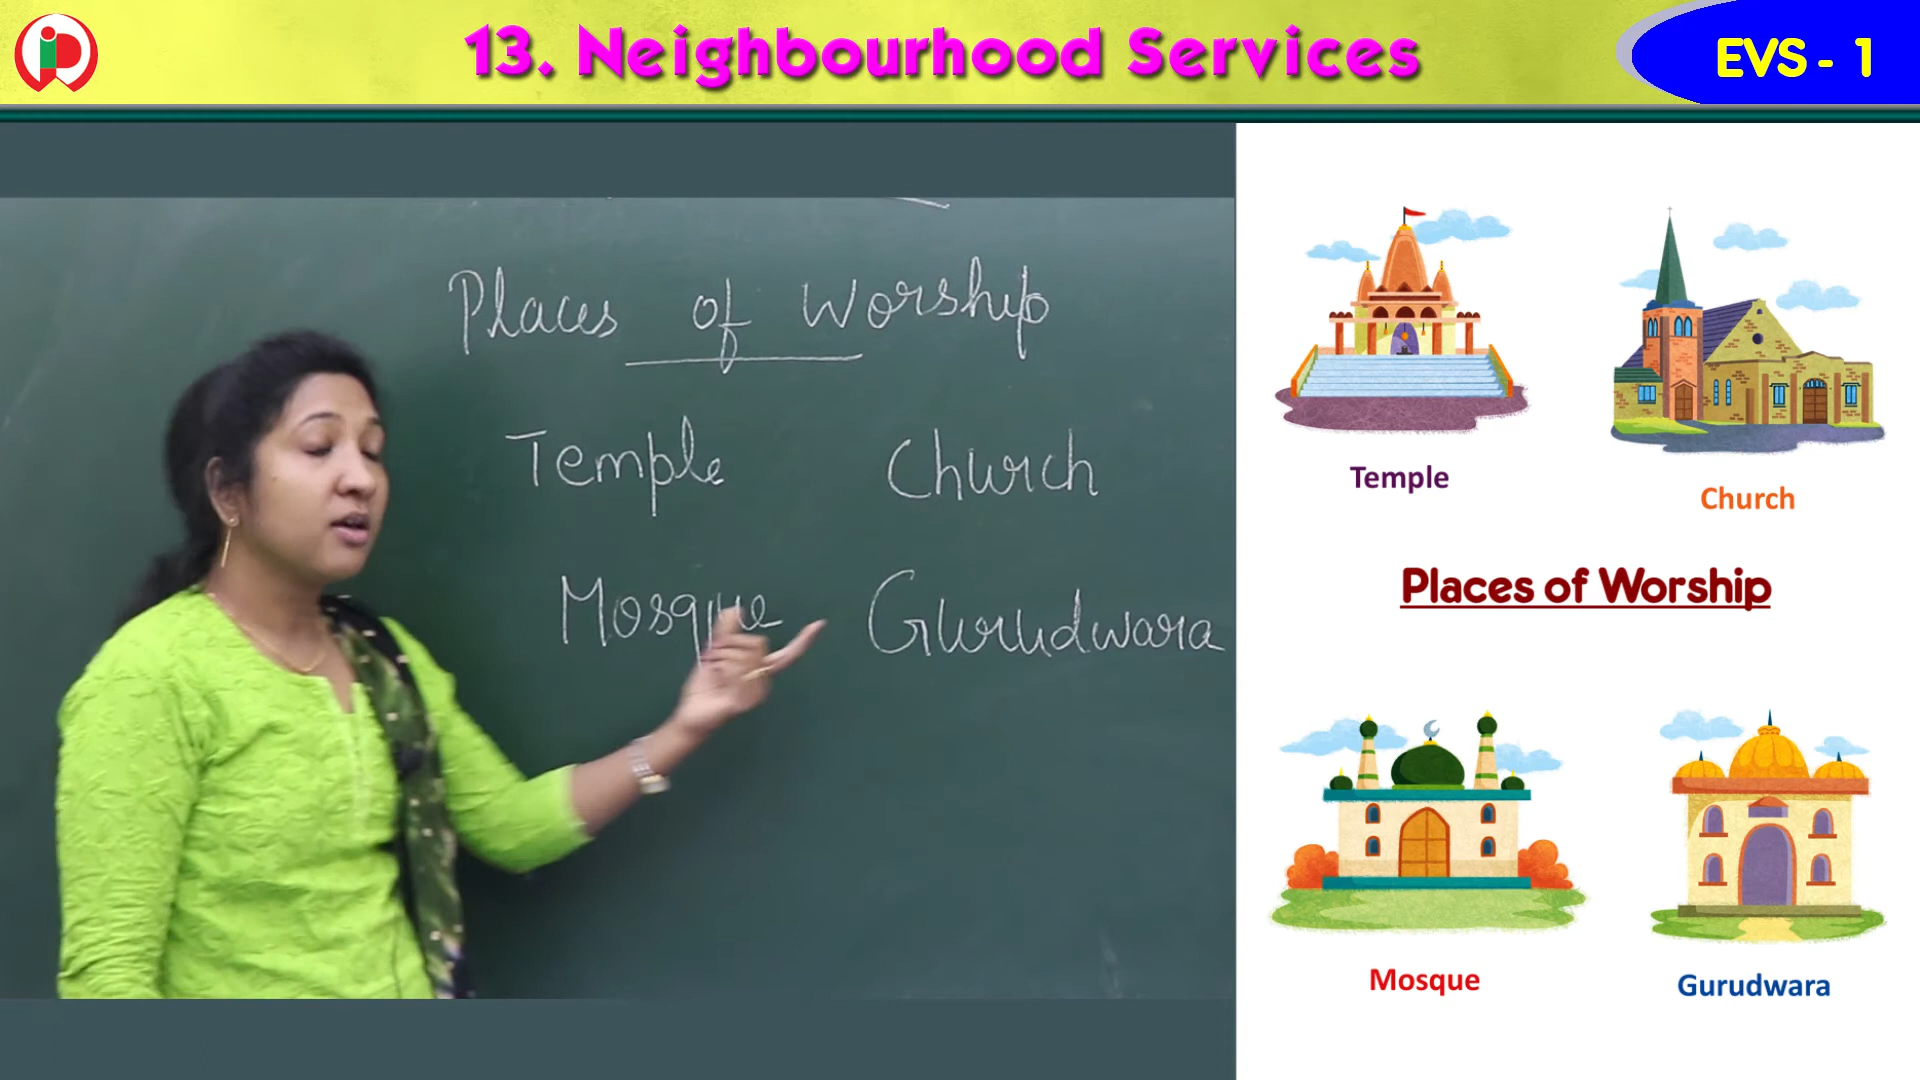 13. Neighbourhood Services
EVS - 1
Places of Worship
Temple Church
Mosque Gurudwara
Temple
Church
Places of Worship
Mosque
Gurudwara